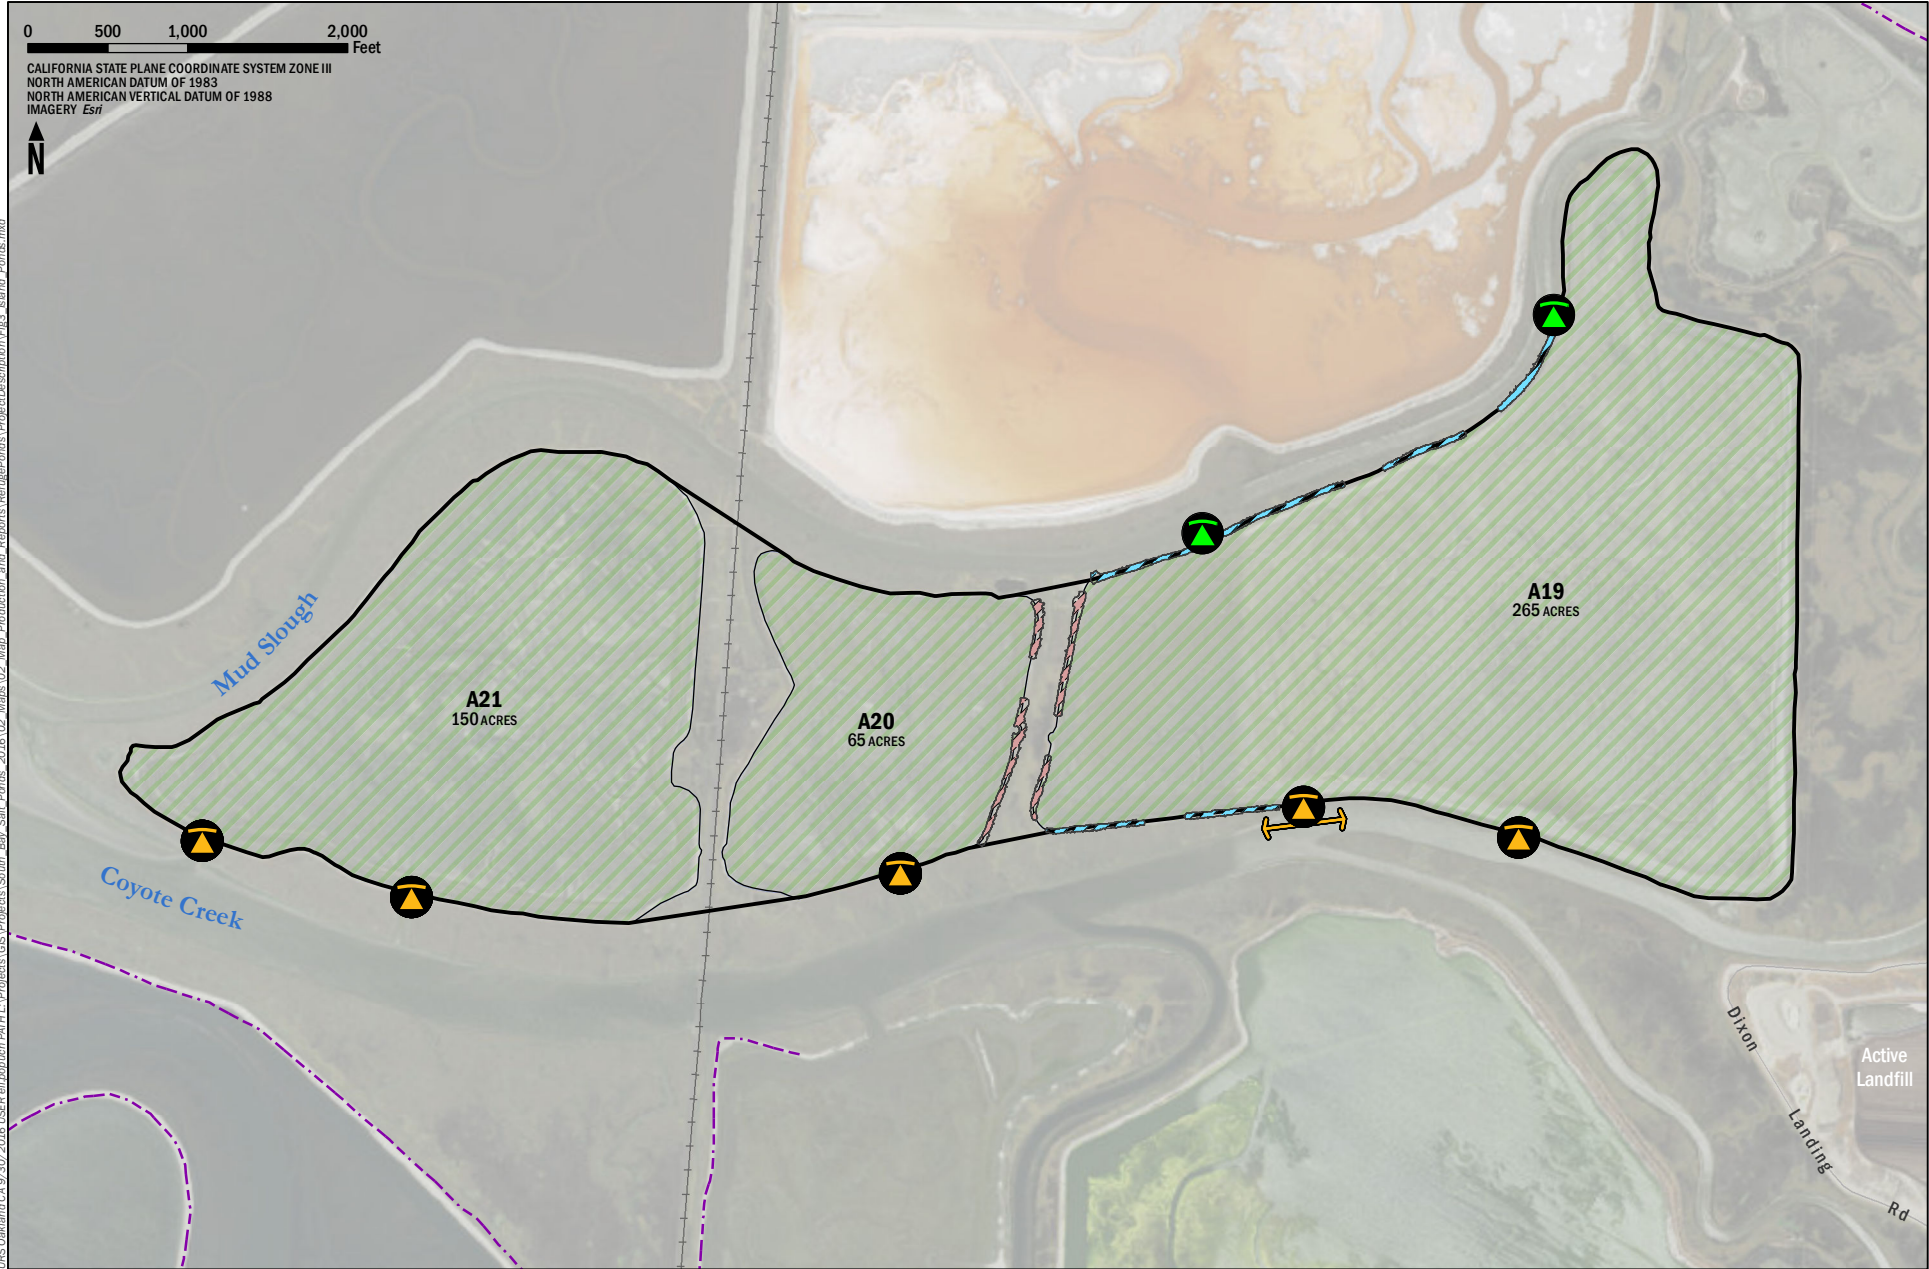 0 500 1,000 2,000
Feet
CALIFORNIA STATE PLANE COORDINATE SYSTEM ZONE III
NORTH AMERICAN DATUM OF 1983
NORTH AMERICAN VERTICAL DATUM OF 1988
IMAGERY Esri
N
A19
265 ACRES
Mud Slough
A21
150 ACRES
A20
65 ACRES
Coyote Creek
Dixon
Landing
Rd
Active
Landfill